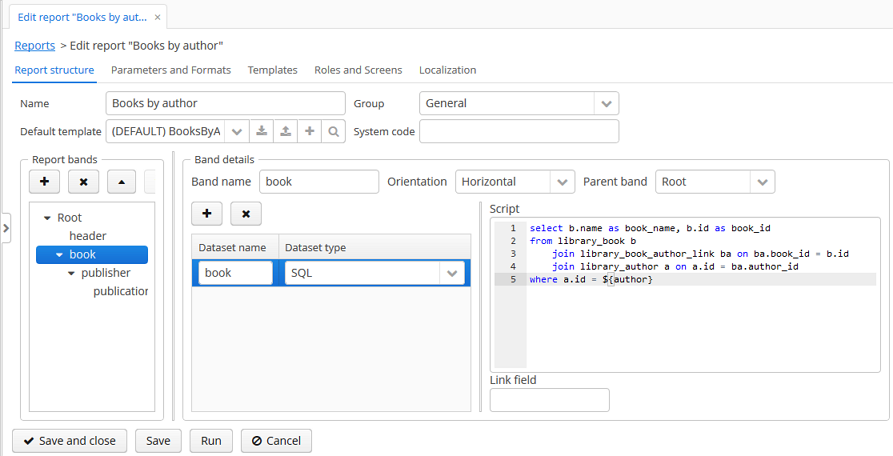 Edit report "Books by aut... ×
Reports > Edit report "Books by author"
Report structure Parameters and Formats Templates Roles and Screens Localization
Name Books by author Group General
Default template (DEFAULT) BooksByA System code
Report bands
Band details
Band name book Orientation Horizontal Parent band Root
Root
header
book
publisher
publication
Dataset name Dataset type
book SQL
Script
1 select b.name as book_name, b.id as book_id
2 from library_book b
3 join library_book_author_link ba on ba.book_id = b.id
4 join library_author a on a.id = ba.author_id
5 where a.id = ${author}
Link field
Save and close Save Run Cancel